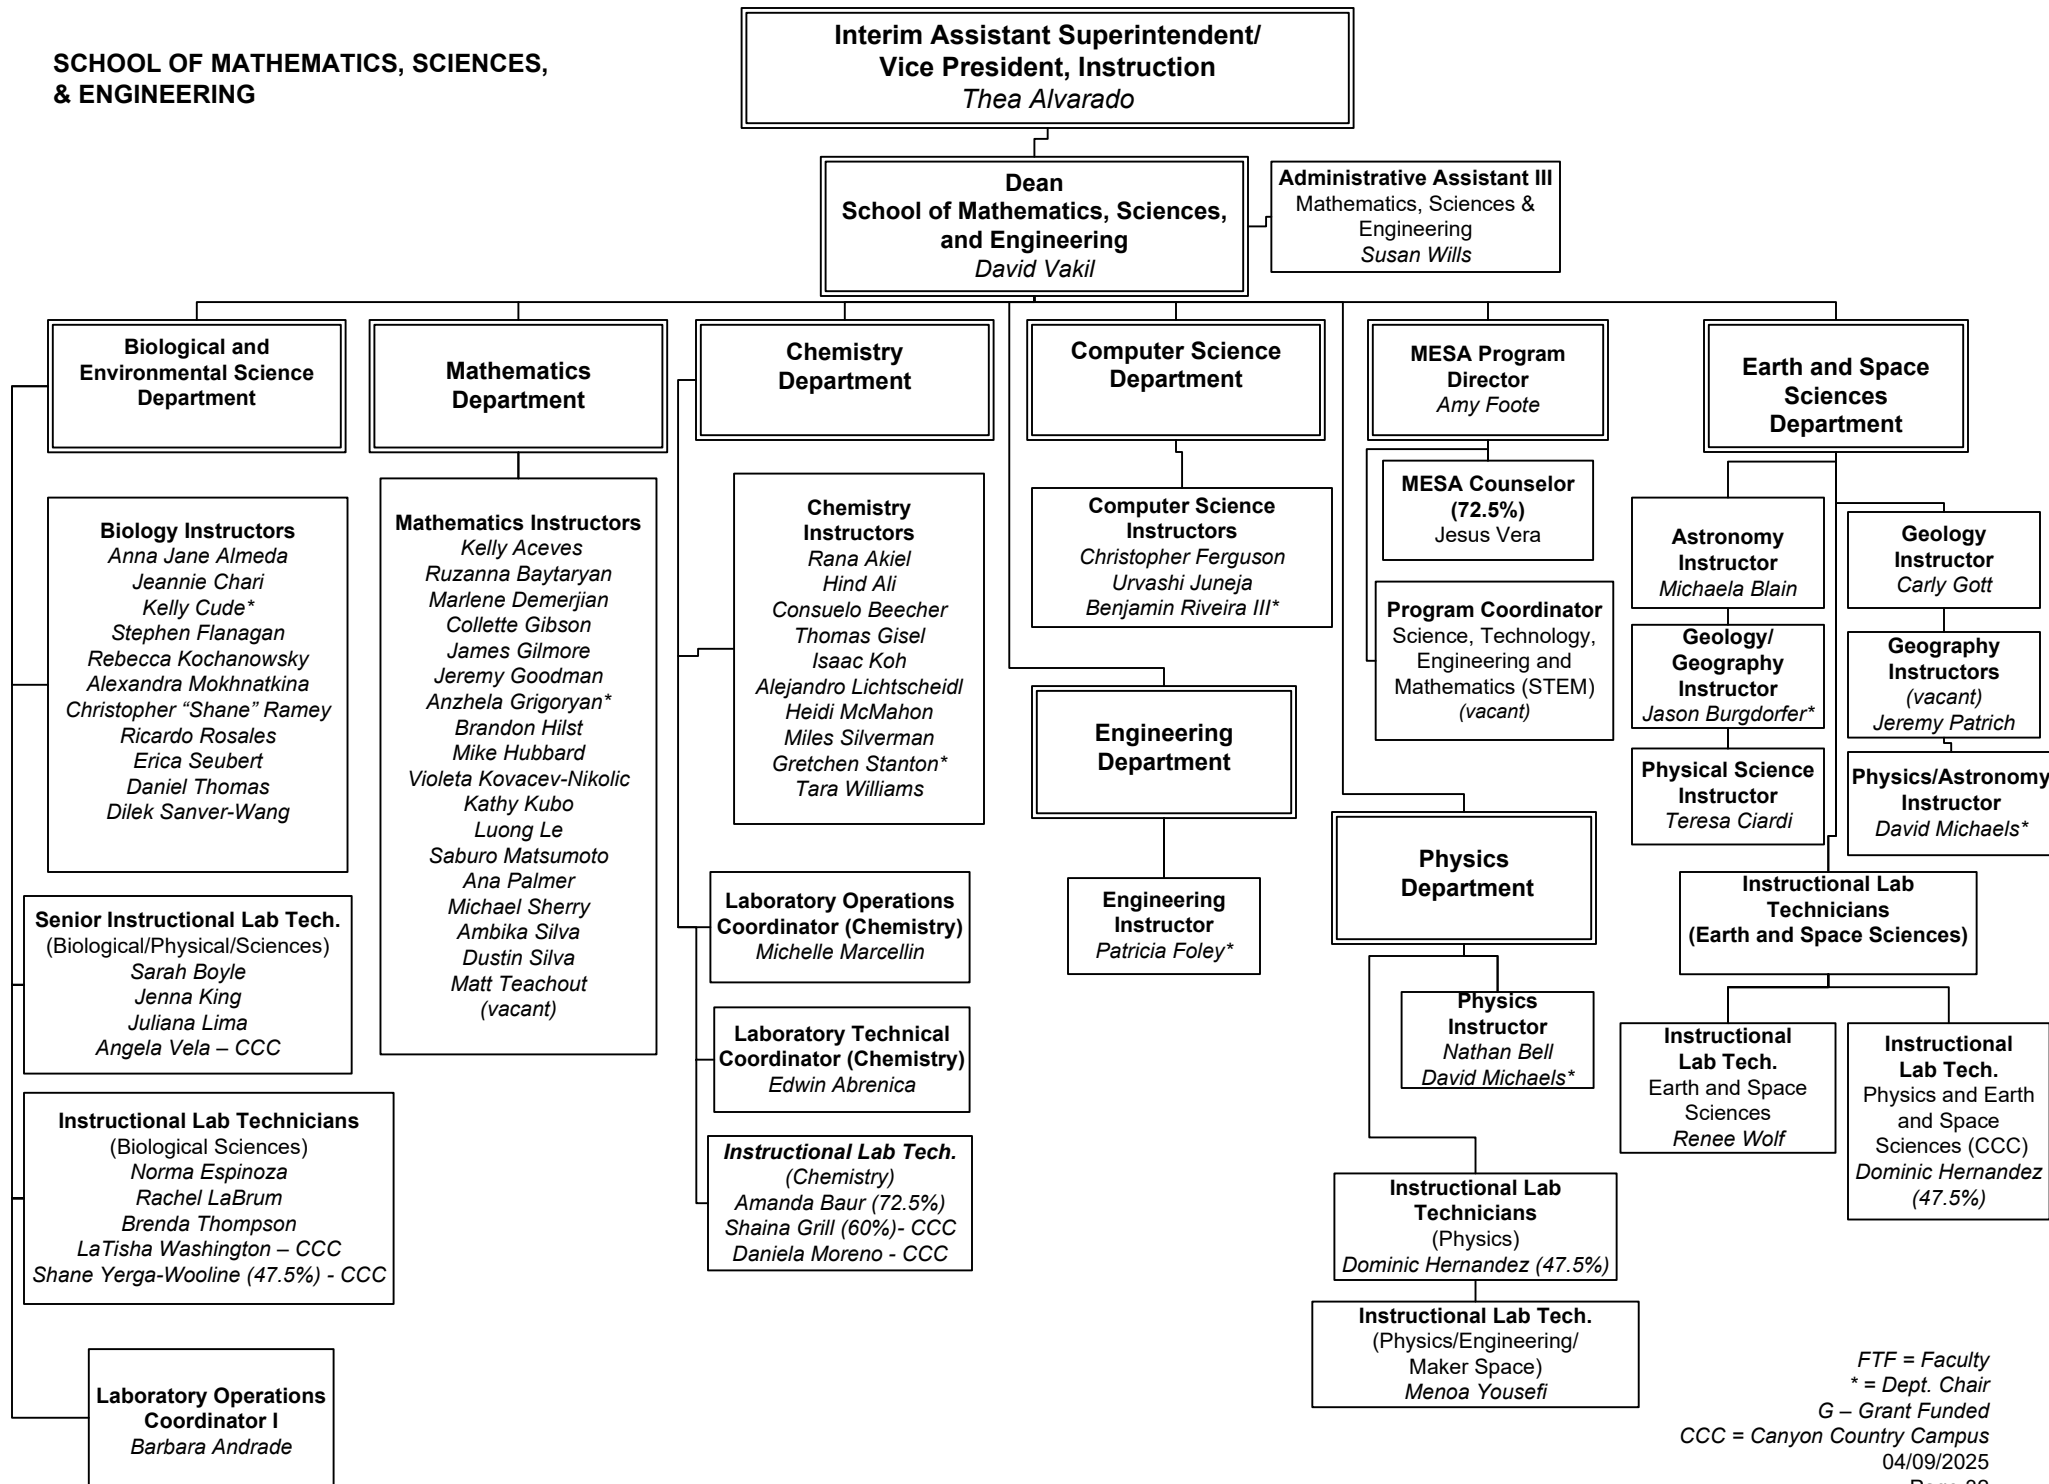 SCHOOL OF MATHEMATICS, SCIENCES,
& ENGINEERING
Interim Assistant Superintendent/
Vice President, Instruction
Thea Alvarado
Dean
School of Mathematics, Sciences,
and Engineering
David Vakil
Administrative Assistant III
Mathematics, Sciences &
Engineering
Susan Wills
Biological and
Environmental Science
Department
Biology Instructors
Anna Jane Almeda
Jeannie Chari
Kelly Cude*
Stephen Flanagan
Rebecca Kochanowsky
Alexandra Mokhnatkina
Christopher “Shane” Ramey
Ricardo Rosales
Erica Seubert
Daniel Thomas
Dilek Sanver-Wang
Senior Instructional Lab Tech.
(Biological/Physical/Sciences)
Sarah Boyle
Jenna King
Juliana Lima
Angela Vela – CCC
Instructional Lab Technicians
(Biological Sciences)
Norma Espinoza
Rachel LaBrum
Brenda Thompson
LaTisha Washington – CCC
Shane Yerga-Wooline (47.5%) - CCC
Laboratory Operations
Coordinator I
Barbara Andrade
Mathematics
Department
Mathematics Instructors
Kelly Aceves
Ruzanna Baytaryan
Marlene Demerjian
Collette Gibson
James Gilmore
Jeremy Goodman
Anzhela Grigoryan*
Brandon Hilst
Mike Hubbard
Violeta Kovacev-Nikolic
Kathy Kubo
Luong Le
Saburo Matsumoto
Ana Palmer
Michael Sherry
Ambika Silva
Dustin Silva
Matt Teachout
(vacant)
Chemistry
Department
Chemistry
Instructors
Rana Akiel
Hind Ali
Consuelo Beecher
Thomas Gisel
Isaac Koh
Alejandro Lichtscheidl
Heidi McMahon
Miles Silverman
Gretchen Stanton*
Tara Williams
Laboratory Operations
Coordinator (Chemistry)
Michelle Marcellin
Laboratory Technical
Coordinator (Chemistry)
Edwin Abrenica
Instructional Lab Tech.
(Chemistry)
Amanda Baur (72.5%)
Shaina Grill (60%)- CCC
Daniela Moreno - CCC
Computer Science
Department
Computer Science
Instructors
Christopher Ferguson
Urvashi Juneja
Benjamin Riveira III*
Engineering
Department
Engineering
Instructor
Patricia Foley*
MESA Program
Director
Amy Foote
MESA Counselor
(72.5%)
Jesus Vera
Program Coordinator
Science, Technology,
Engineering and
Mathematics (STEM)
(vacant)
Physics
Department
Physics
Instructor
Nathan Bell
David Michaels*
Instructional Lab
Technicians
(Physics)
Dominic Hernandez (47.5%)
Instructional Lab Tech.
(Physics/Engineering/
Maker Space)
Menoa Yousefi
Earth and Space
Sciences
Department
Astronomy
Instructor
Michaela Blain
Geology/
Geography
Instructor
Jason Burgdorfer*
Physical Science
Instructor
Teresa Ciardi
Geology
Instructor
Carly Gott
Geography
Instructors
(vacant)
Jeremy Patrich
Physics/Astronomy
Instructor
David Michaels*
Instructional Lab
Technicians
(Earth and Space Sciences)
Instructional
Lab Tech.
Earth and Space
Sciences
Renee Wolf
Instructional
Lab Tech.
Physics and Earth
and Space
Sciences (CCC)
Dominic Hernandez
(47.5%)
FTF = Faculty
* = Dept. Chair
G – Grant Funded
CCC = Canyon Country Campus
04/09/2025